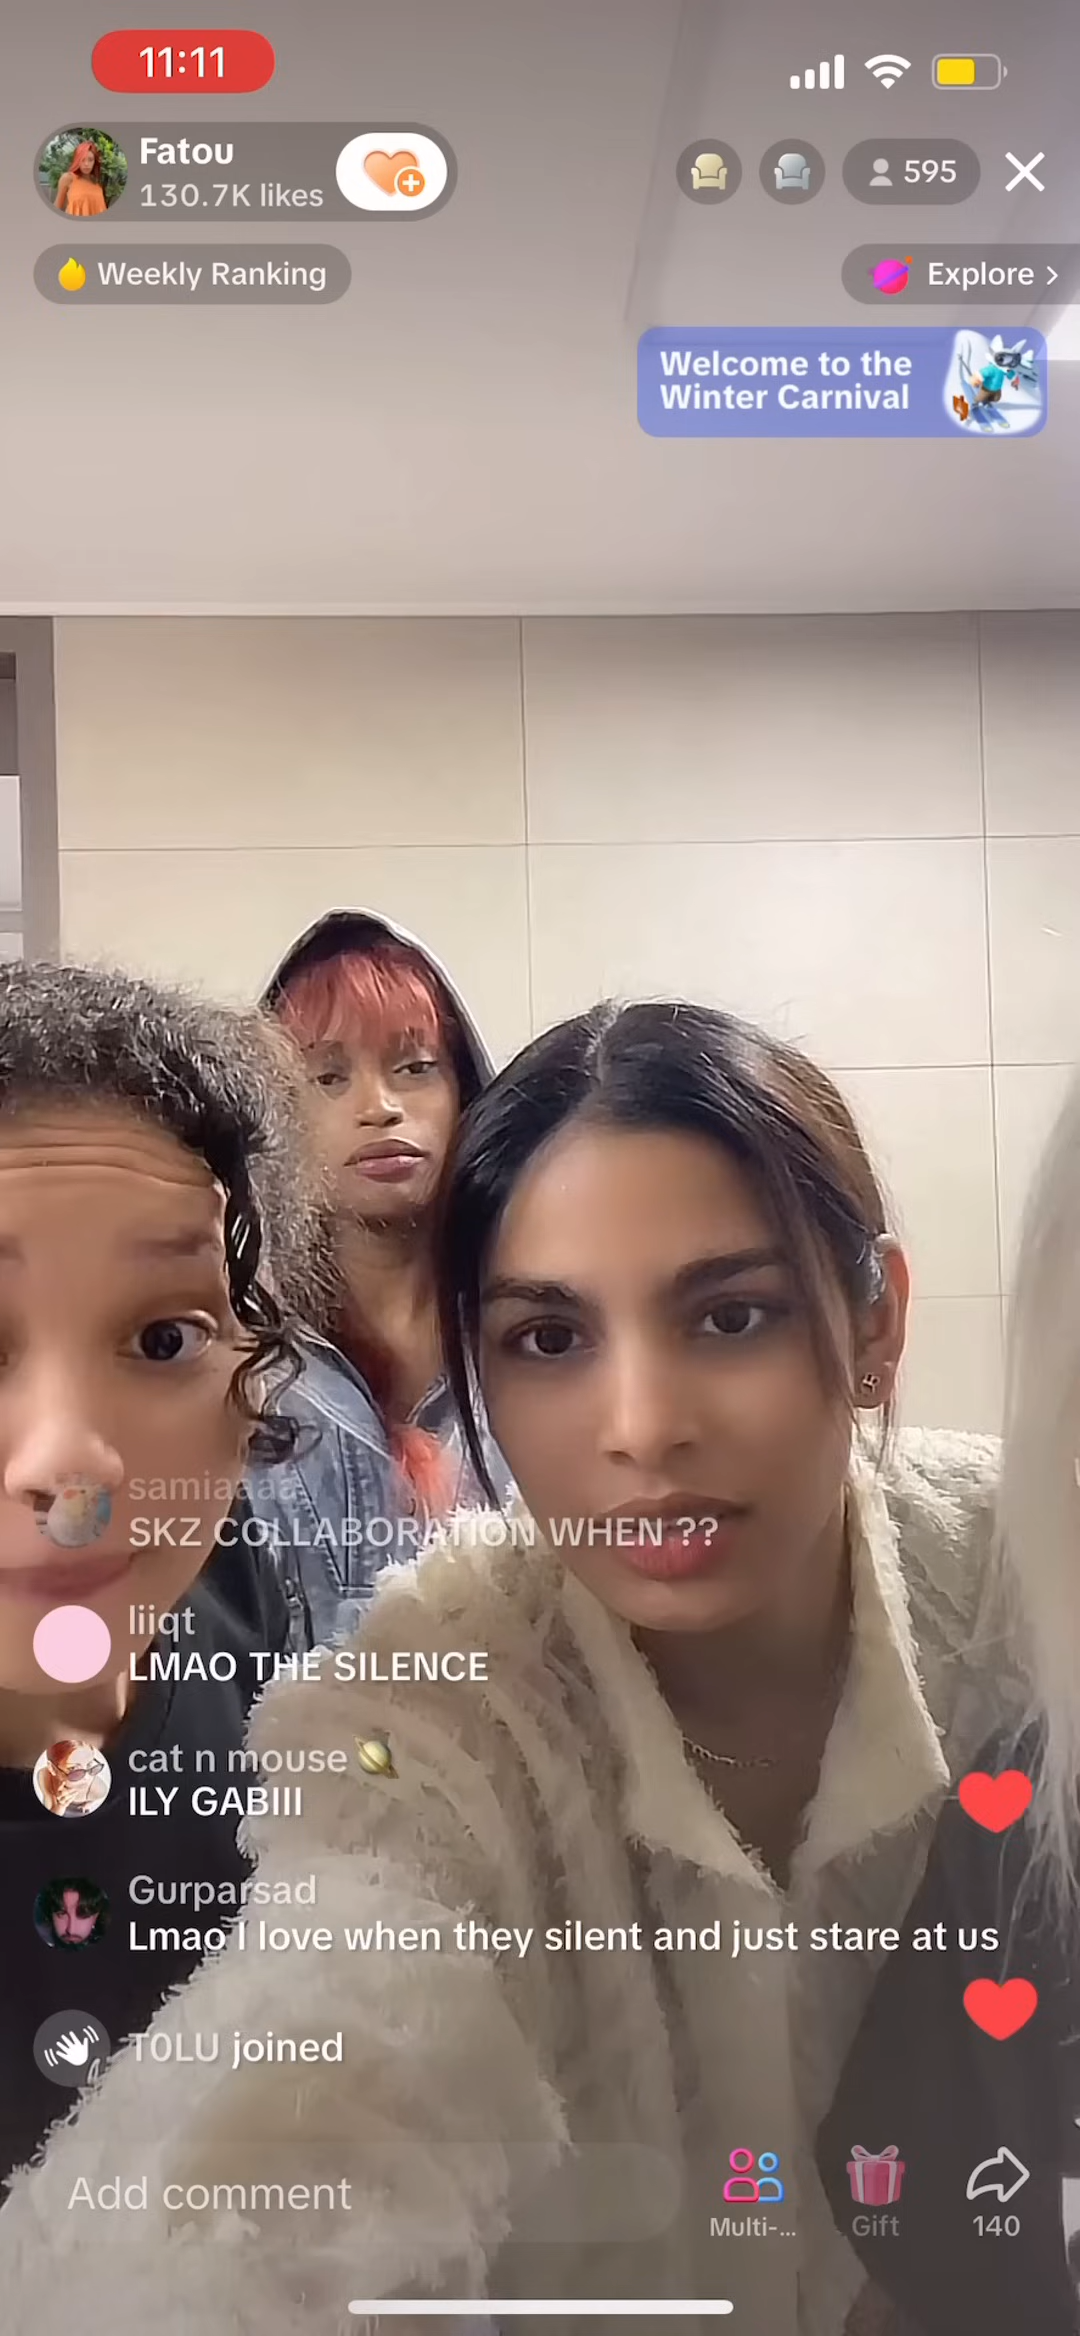 11:11
Fatou
130.7K likes
595
Weekly Ranking
Explore >
Welcome to the
Winter Carnival
samiaaaa
SKZ COLLABORATION WHEN ??
liiqt
LMAO THE SILENCE
cat n mouse🪐
ILY GABIII
Gurparsad
Lmao I love when they silent and just stare at us
T0LU joined
Add comment
Multi-...
Gift
140